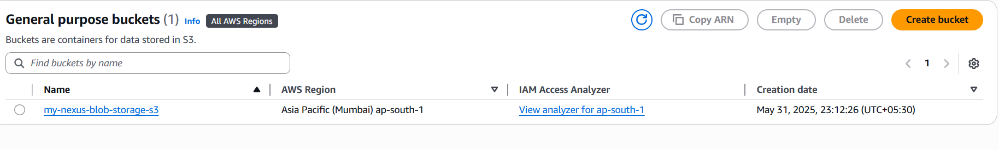 General purpose buckets (1) Info All AWS Regions Copy ARN Empty Delete Create bucket
Buckets are containers for data stored in S3.
Find buckets by name 1
Name AWS Region IAM Access Analyzer Creation date
my-nexus-blob-storage-s3 Asia Pacific (Mumbai) ap-south-1 View analyzer for ap-south-1 May 31, 2025, 23:12:26 (UTC+05:30)